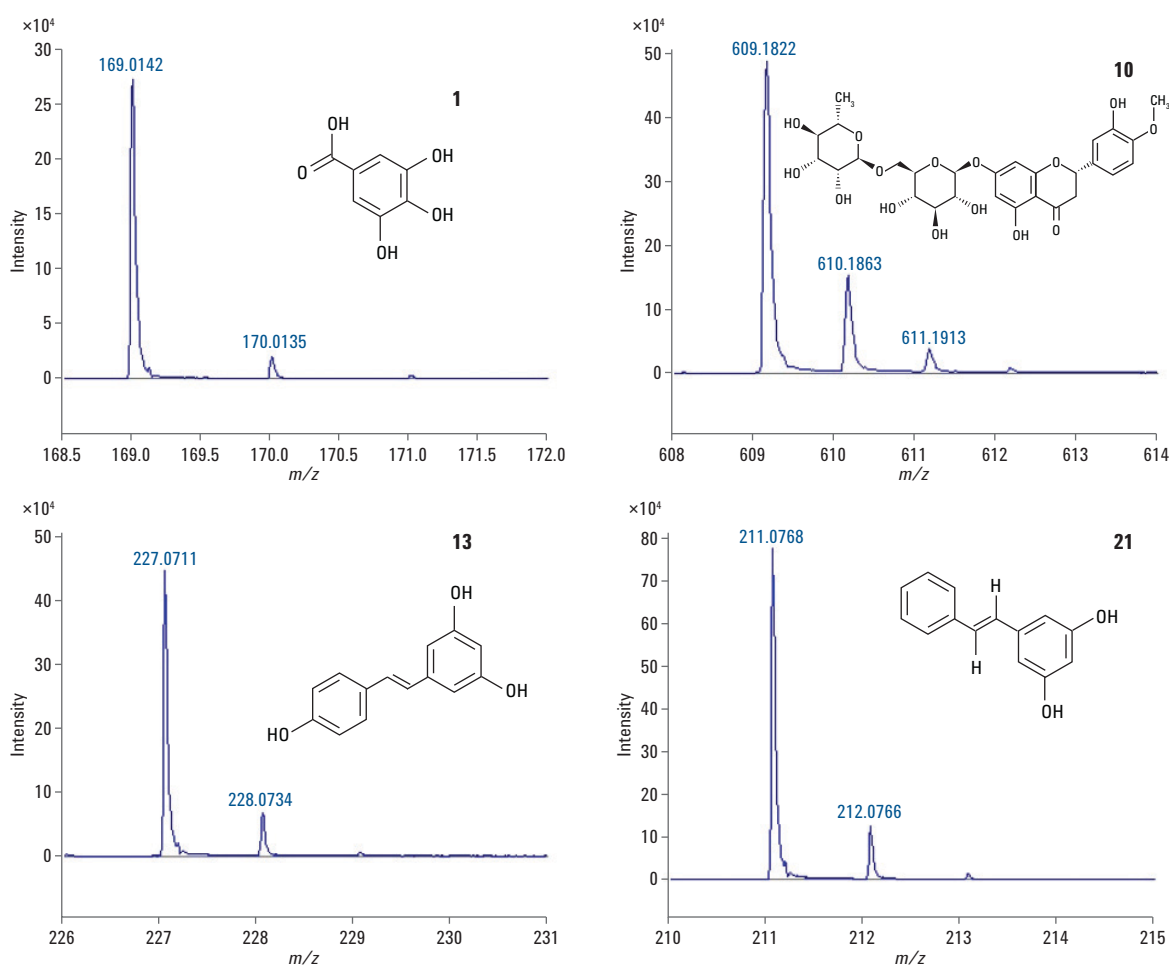 ×10⁴
30
25
20
15
10
5
0
Intensity
169.0142
170.0135
1
OH
O
OH
OH
OH
168.5 169.0 169.5 170.0 170.5 171.0 171.5 172.0
m/z
×10⁴
50
40
30
20
10
0
Intensity
609.1822
610.1863
611.1913
10
CH₃
HO
HO
OH
O
O
HO
OH
OH
O
O
OH
O
O
OH
O
CH₃
608 609 610 611 612 613 614
m/z
×10⁴
50
40
30
20
10
0
Intensity
227.0711
228.0734
13
OH
OH
HO
226 227 228 229 230 231
m/z
×10⁴
80
70
60
50
40
30
20
10
0
Intensity
211.0768
212.0766
21
H
H
OH
OH
210 211 212 213 214 215
m/z